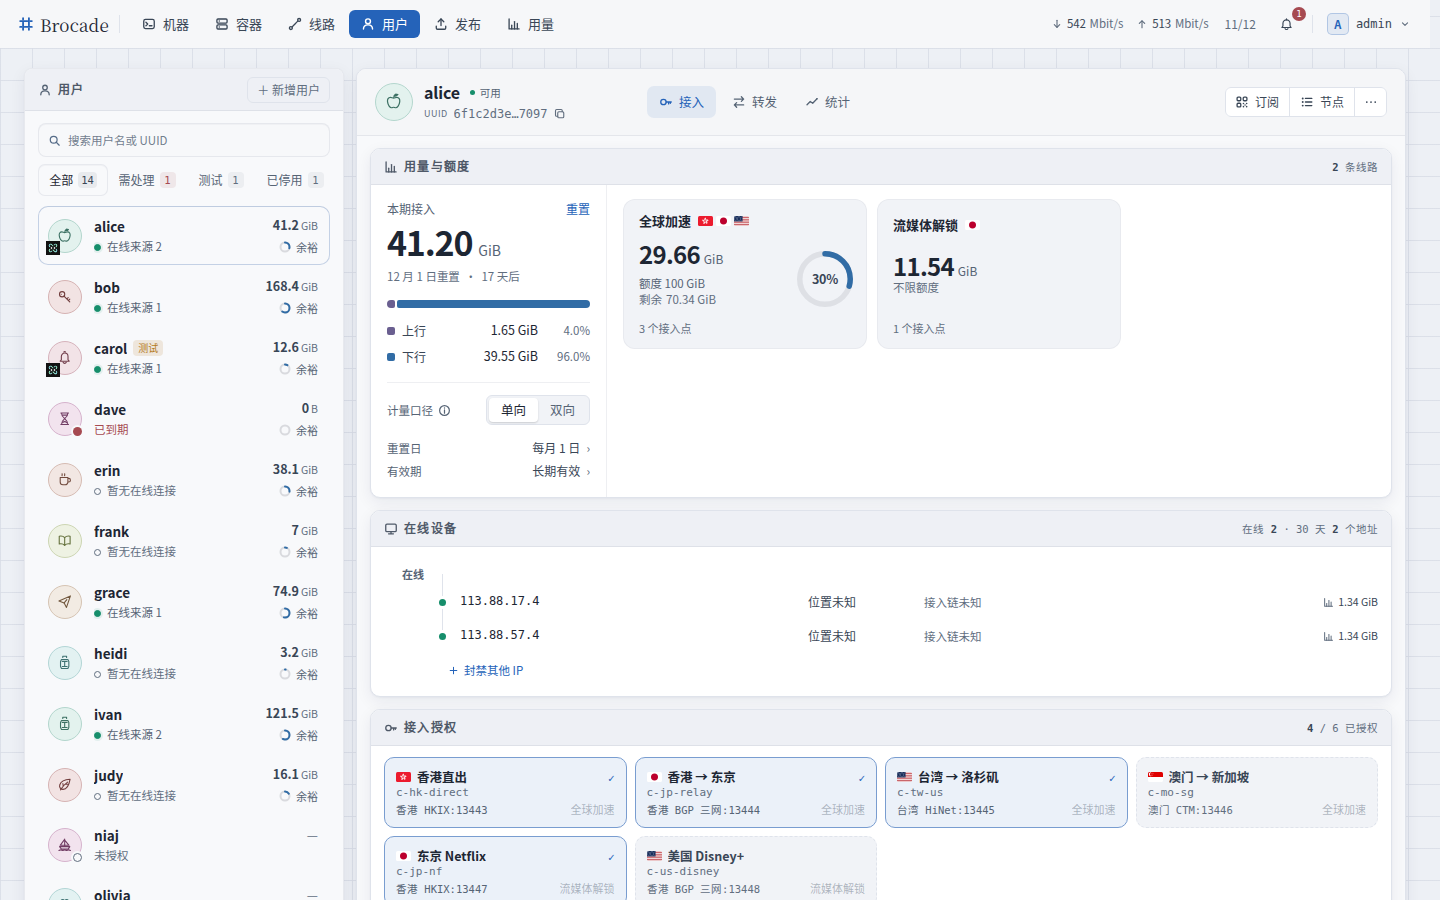 Brocade
机器
容器
线路
用户
发布
用量
↓ 542 Mbit/s
↑ 513 Mbit/s
11/12
1
A admin
用户
新增用户
搜索用户名或 UUID
全部 14
需处理 1
测试 1
已停用 1
alice
41.2 GiB
在线来源 2
余裕
bob
168.4 GiB
在线来源 1
余裕
carol 测试
12.6 GiB
在线来源 1
余裕
dave
0 B
已到期
余裕
erin
38.1 GiB
暂无在线连接
余裕
frank
7 GiB
暂无在线连接
余裕
grace
74.9 GiB
在线来源 1
余裕
heidi
3.2 GiB
暂无在线连接
余裕
ivan
121.5 GiB
在线来源 2
余裕
judy
16.1 GiB
暂无在线连接
余裕
niaj
—
未授权
olivia
—
alice
可用
UUID 6f1c2d3e…7097
接入
转发
统计
订阅
节点
⋯
用量与额度
2 条线路
本期接入
重置
41.20 GiB
12 月 1 日重置 · 17 天后
上行 1.65 GiB 4.0%
下行 39.55 GiB 96.0%
计量口径
单向
双向
重置日
每月 1 日 ›
有效期
长期有效 ›
全球加速
29.66 GiB
额度 100 GiB
剩余 70.34 GiB
30%
3 个接入点
流媒体解锁
11.54 GiB
不限额度
1 个接入点
在线设备
在线 2 · 30 天 2 个地址
在线
113.88.17.4 位置未知 接入链未知 1.34 GiB
113.88.57.4 位置未知 接入链未知 1.34 GiB
封禁其他 IP
接入授权
4 / 6 已授权
香港直出 ✓
c-hk-direct
香港 HKIX:13443 全球加速
香港 → 东京 ✓
c-jp-relay
香港 BGP 三网:13444 全球加速
台湾 → 洛杉矶 ✓
c-tw-us
台湾 HiNet:13445 全球加速
澳门 → 新加坡
c-mo-sg
澳门 CTM:13446 全球加速
东京 Netflix ✓
c-jp-nf
香港 HKIX:13447 流媒体解锁
美国 Disney+
c-us-disney
香港 BGP 三网:13448 流媒体解锁